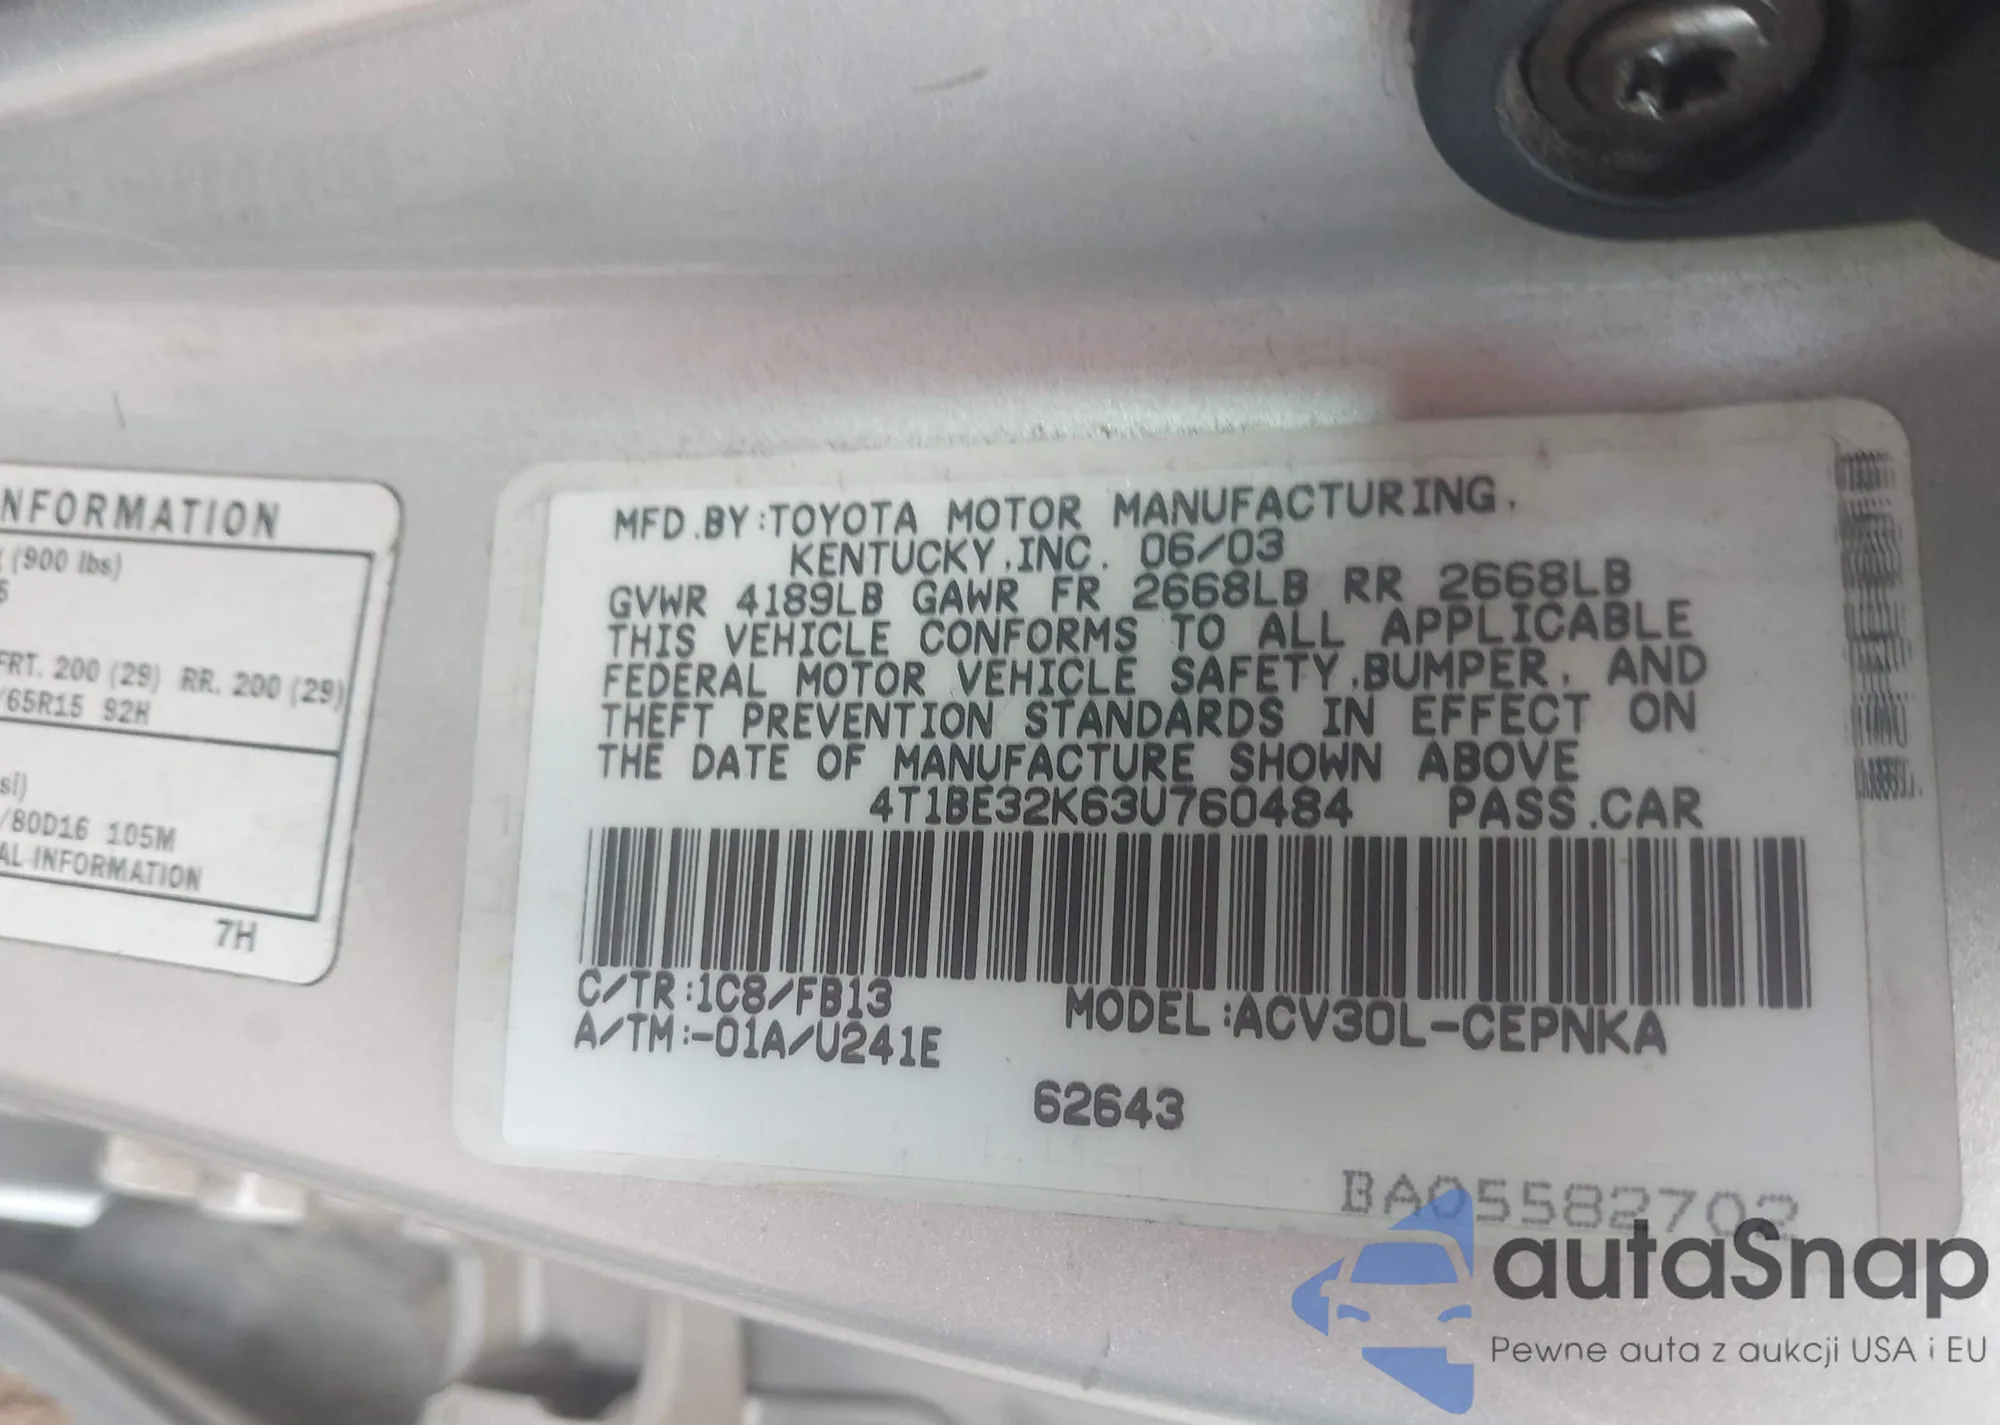 NFORMATION
(900 lbs)
5
FRT. 200 (29) RR. 200 (29)
/65R15 92H
si)
/80D16 105M
AL INFORMATION
7H
MFD.BY:TOYOTA MOTOR MANUFACTURING.
KENTUCKY,INC. 06/03
GVWR 4189LB GAWR FR 2668LB RR 2668LB
THIS VEHICLE CONFORMS TO ALL APPLICABLE
FEDERAL MOTOR VEHICLE SAFETY,BUMPER, AND
THEFT PREVENTION STANDARDS IN EFFECT ON
THE DATE OF MANUFACTURE SHOWN ABOVE
4T1BE32K63U760484 PASS.CAR
C/TR:1C8/FB13
MODEL:ACV30L-CEPNKA
A/TM:-01A/U241E
62643
BA05582702
autaSnap
Pewne auta z aukcji USA i EU